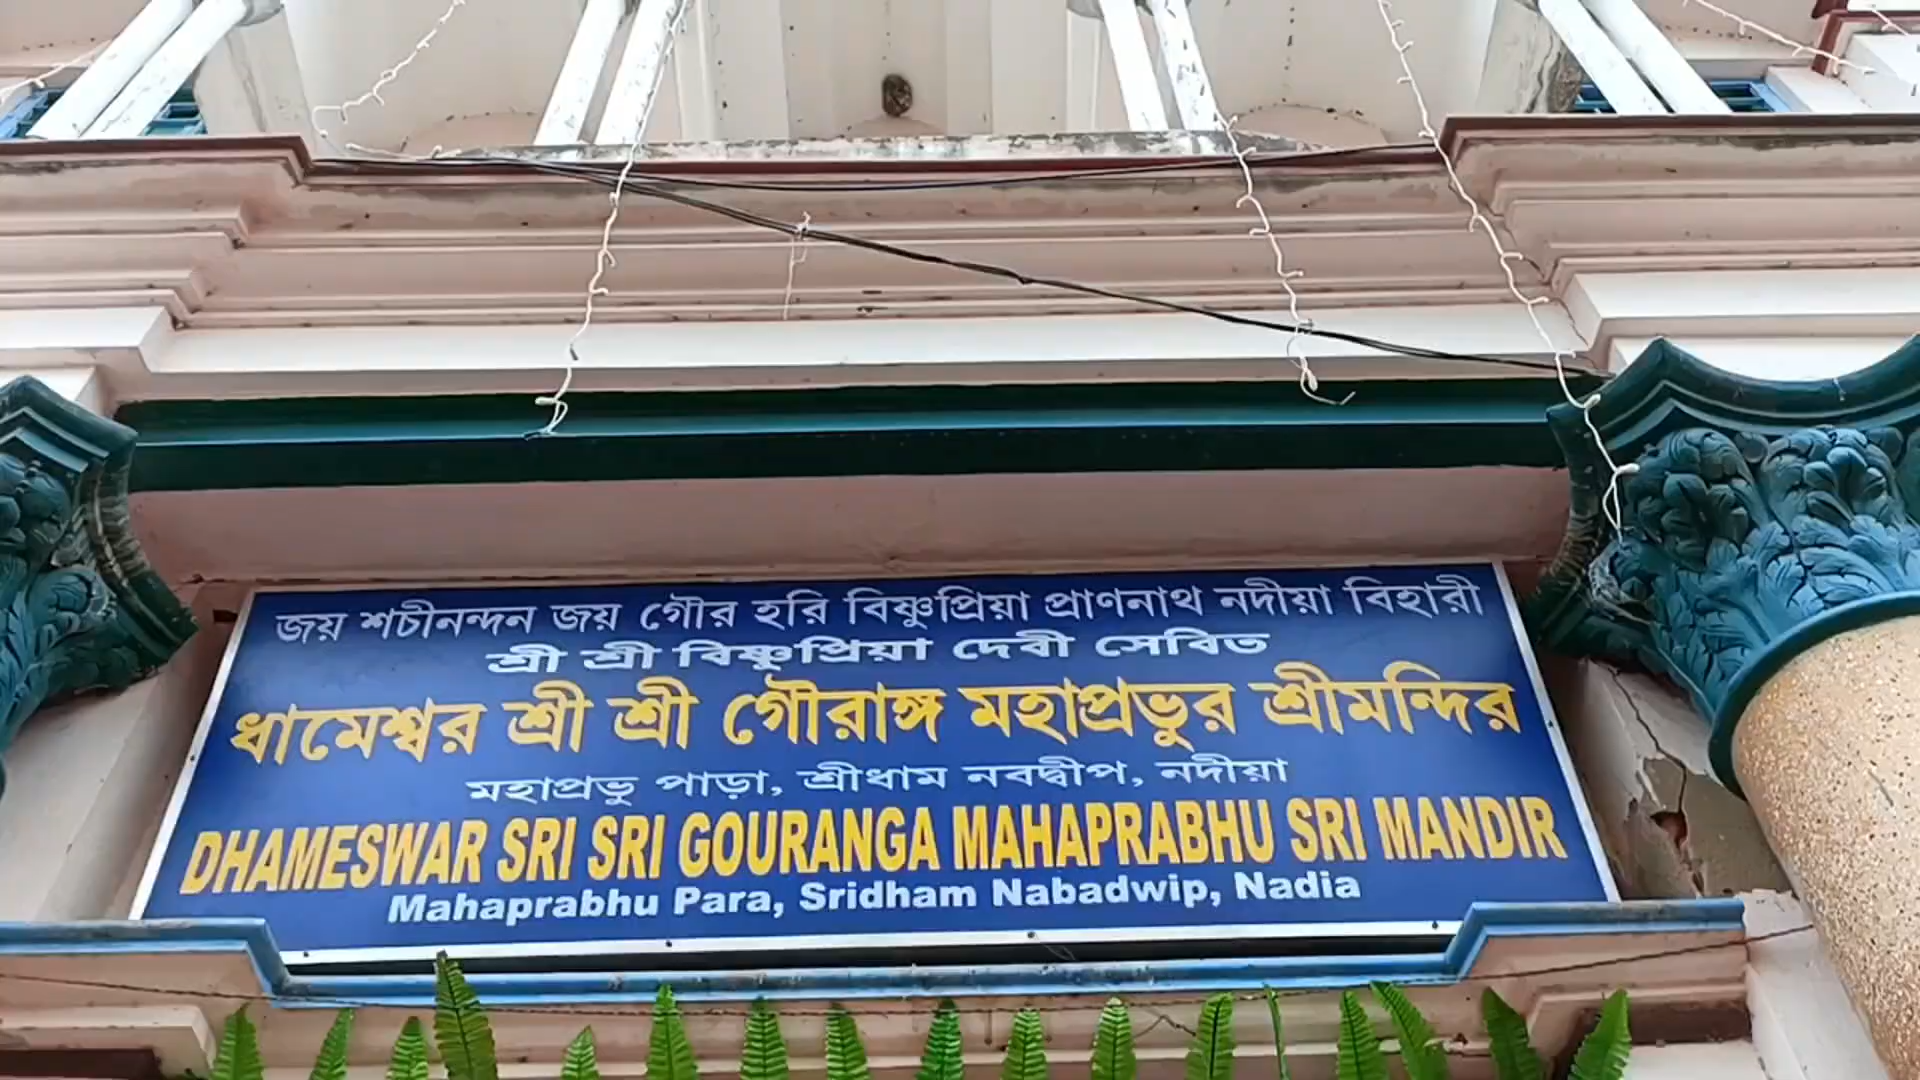 জয় শচীনন্দন জয় গৌর হরি বিষ্ণুপ্রিয়া প্রাণনাথ নদীয়া বিহারী
শ্রী শ্রী বিষ্ণুপ্রিয়া দেবী সেবিত
ধামেশ্বর শ্রী শ্রী গৌরাঙ্গ মহাপ্রভুর শ্রীমন্দির
মহাপ্রভু পাড়া, শ্রীধাম নবদ্বীপ, নদীয়া
DHAMESWAR SRI SRI GOURANGA MAHAPRABHU SRI MANDIR
Mahaprabhu Para, Sridham Nabadwip, Nadia